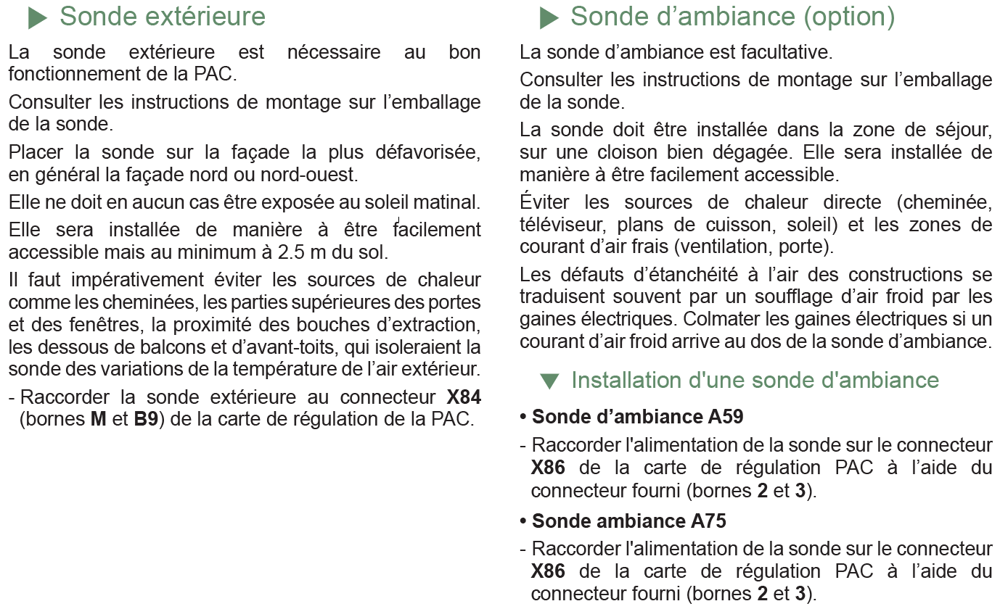 ▶ Sonde extérieure
La sonde extérieure est nécessaire au bon
fonctionnement de la PAC.
Consulter les instructions de montage sur l’emballage
de la sonde.
Placer la sonde sur la façade la plus défavorisée,
en général la façade nord ou nord-ouest.
Elle ne doit en aucun cas être exposée au soleil matinal.
Elle sera installée de manière à être facilement
accessible mais au minimum à 2.5 m du sol.
Il faut impérativement éviter les sources de chaleur
comme les cheminées, les parties supérieures des portes
et des fenêtres, la proximité des bouches d’extraction,
les dessous de balcons et d’avant-toits, qui isoleraient la
sonde des variations de la température de l’air extérieur.
- Raccorder la sonde extérieure au connecteur X84
(bornes M et B9) de la carte de régulation de la PAC.
▶ Sonde d’ambiance (option)
La sonde d’ambiance est facultative.
Consulter les instructions de montage sur l’emballage
de la sonde.
La sonde doit être installée dans la zone de séjour,
sur une cloison bien dégagée. Elle sera installée de
manière à être facilement accessible.
Éviter les sources de chaleur directe (cheminée,
téléviseur, plans de cuisson, soleil) et les zones de
courant d’air frais (ventilation, porte).
Les défauts d’étanchéité à l’air des constructions se
traduisent souvent par un soufflage d’air froid par les
gaines électriques. Colmater les gaines électriques si un
courant d’air froid arrive au dos de la sonde d’ambiance.
▼ Installation d'une sonde d'ambiance
• Sonde d’ambiance A59
- Raccorder l'alimentation de la sonde sur le connecteur
X86 de la carte de régulation PAC à l’aide du
connecteur fourni (bornes 2 et 3).
• Sonde ambiance A75
- Raccorder l'alimentation de la sonde sur le connecteur
X86 de la carte de régulation PAC à l’aide du
connecteur fourni (bornes 2 et 3).